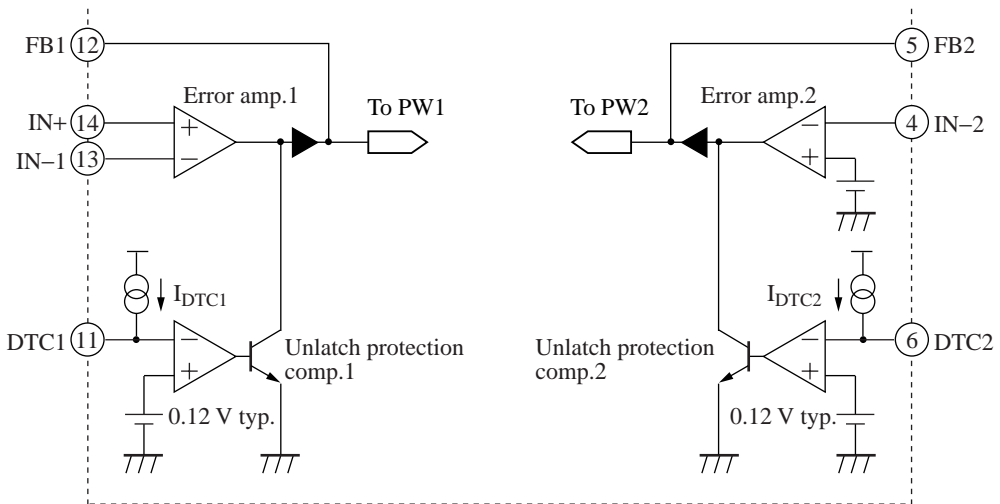 FB1 12
5 FB2
Error amp.1
Error amp.2
IN+ 14
To PW1
To PW2
4 IN−2
IN−1 13
+
−
−
+
I_DTC1
I_DTC2
DTC1 11
6 DTC2
−
+
−
+
Unlatch protection
comp.1
Unlatch protection
comp.2
0.12 V typ.
0.12 V typ.